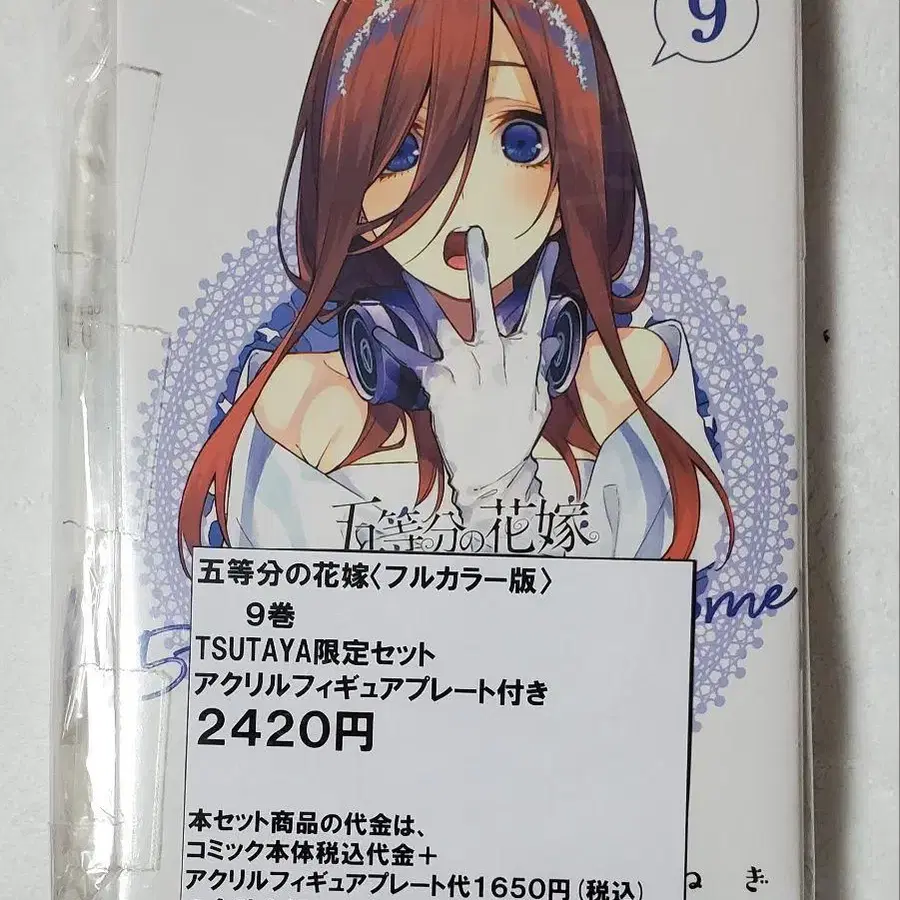 9
五等分の花嫁
五等分の花嫁〈フルカラー版〉
9巻
TSUTAYA限定セット
アクリルフィギュアプレート付き
2420円
本セット商品の代金は、
コミック本体税込代金+
アクリルフィギュアプレート代1650円(税込)
ね ぎ